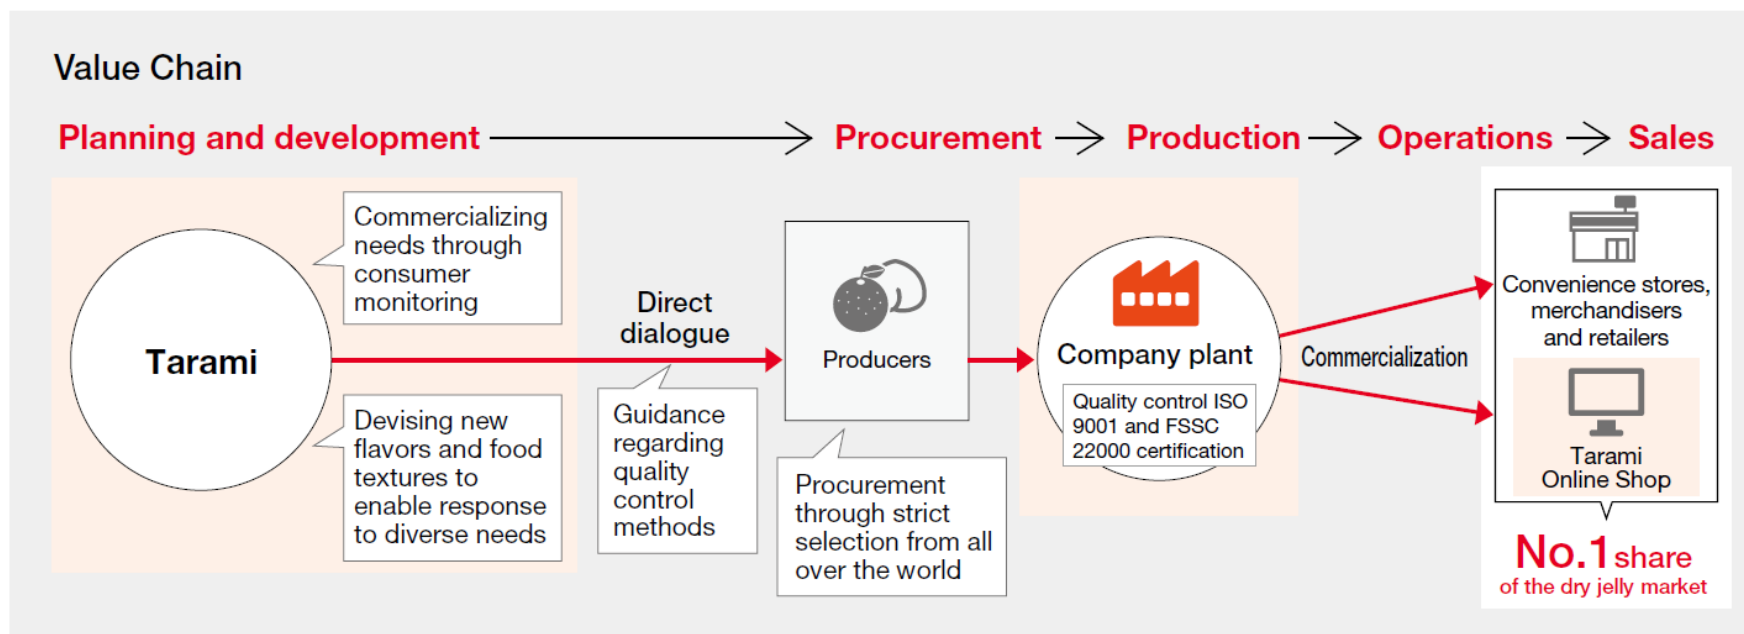 Value Chain
Planning and development
Procurement
Production
Operations
Sales
Tarami
Commercializing
needs through
consumer
monitoring
Devising new
flavors and food
textures to
enable response
to diverse needs
Direct
dialogue
Guidance
regarding
quality
control
methods
Producers
Procurement
through strict
selection from all
over the world
Company plant
Quality control ISO
9001 and FSSC
22000 certification
Commercialization
Convenience stores,
merchandisers
and retailers
Tarami
Online Shop
No.1 share
of the dry jelly market